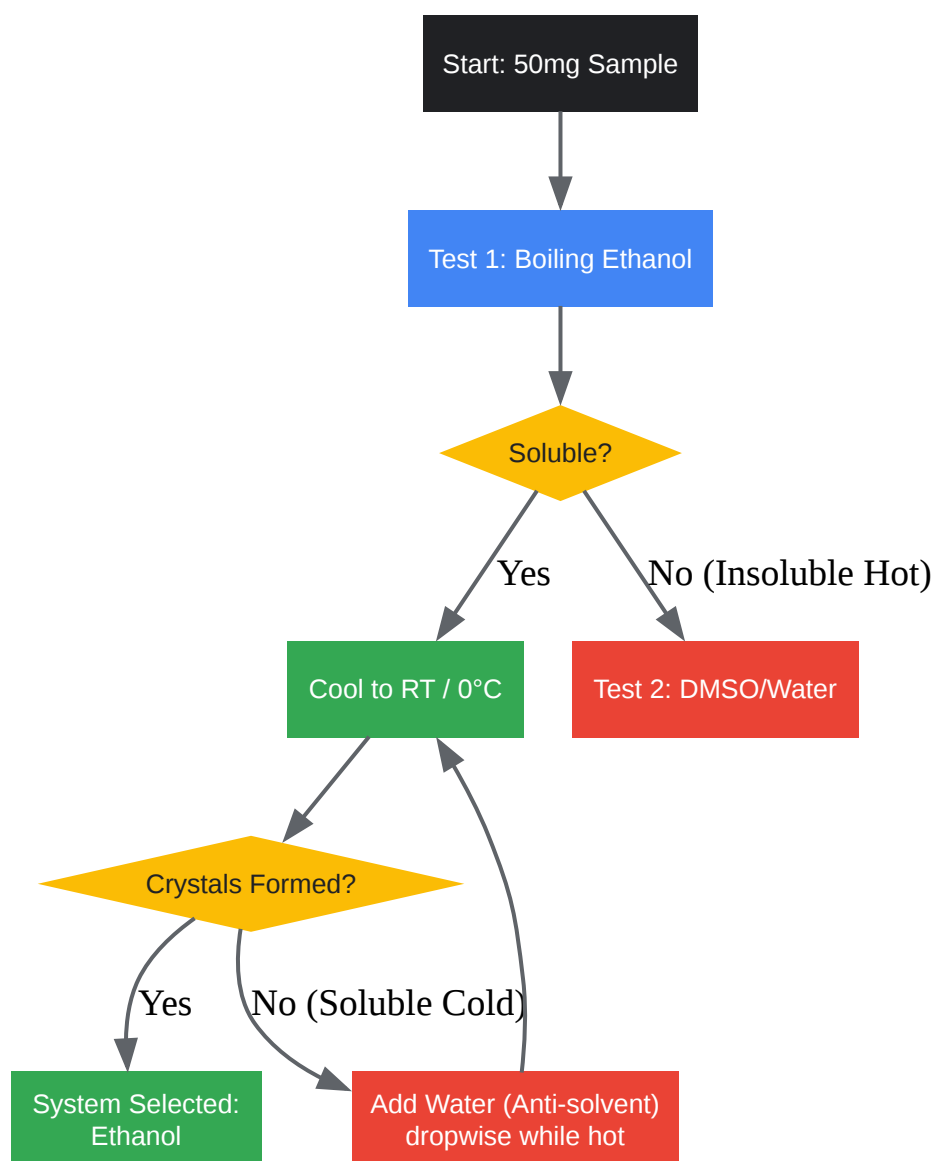 Start: 50mg Sample
Test 1: Boiling Ethanol
Soluble?
Yes
No (Insoluble Hot)
Cool to RT / 0°C
Test 2: DMSO/Water
Crystals Formed?
Yes
No (Soluble Cold)
System Selected:
Ethanol
Add Water (Anti-solvent)
dropwise while hot